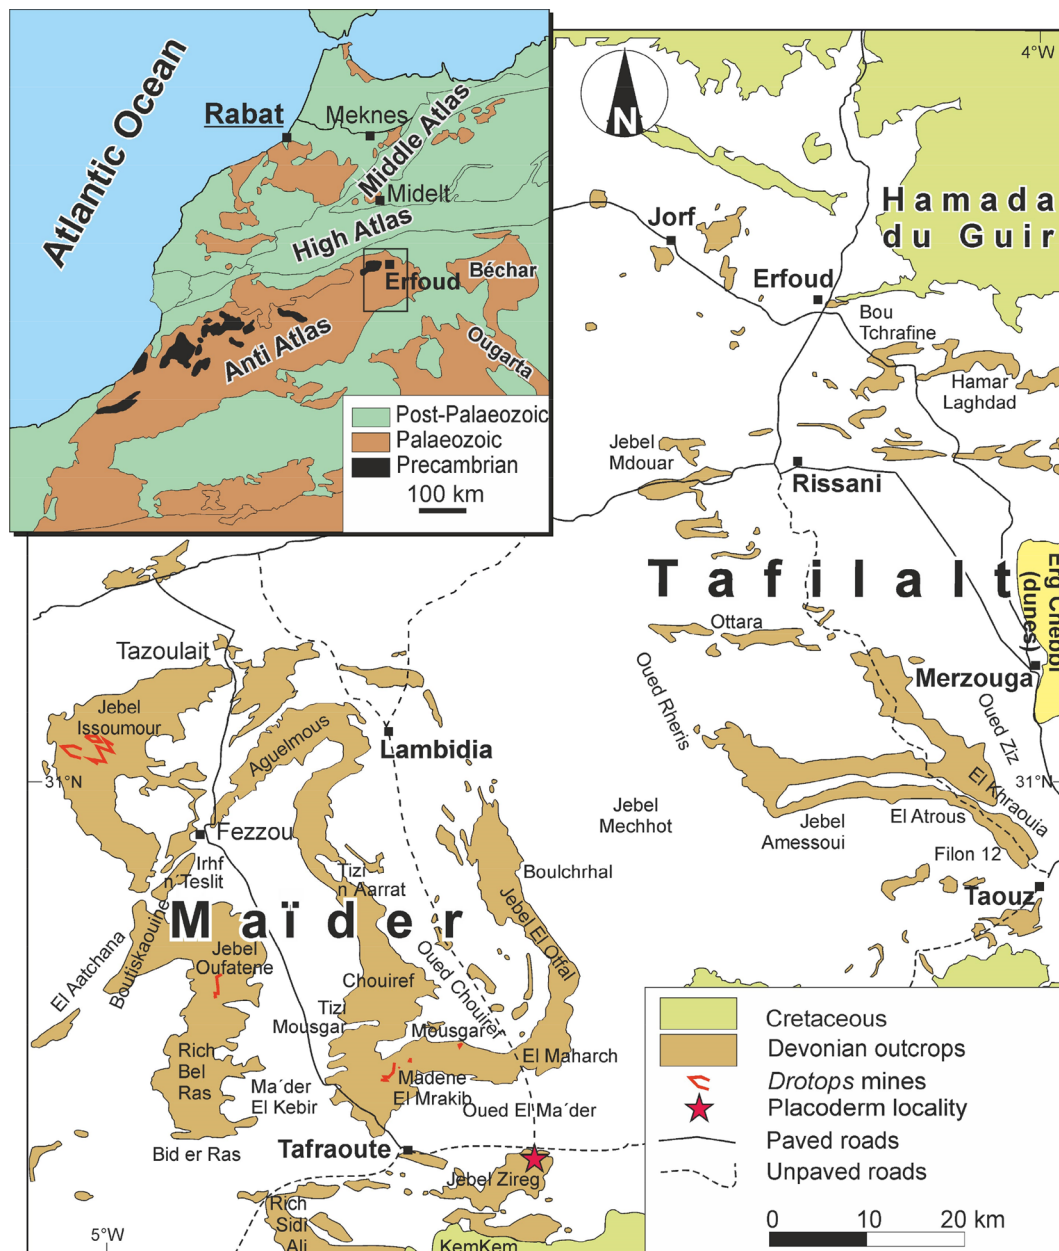 Atlantic Ocean
Rabat
Meknes
Middle Atlas
Midelt
High Atlas
Erfoud
Béchar
Anti Atlas
Ougarta
Post-Palaeozoic
Palaeozoic
Precambrian
100 km
N
4°W
Hamada
du Guir
Jorf
Erfoud
Bou
Tchrafine
Hamar
Laghdad
Jebel
Mdouar
Rissani
Tafilalt
Erg Chebbi
(dunes)
Ottara
Merzouga
Oued Rheris
Oued Ziz
Tazoulait
Jebel
Issoumour
Aguelmous
Lambidia
31°N
31°N
El Khraouia
Jebel
Mechhot
Jebel
Amessoui
El Atrous
Filon 12
Taouz
Fezzou
Irhf
n´Teslit
Tizi
n Aarrat
Boulchrhal
Maïder
Jebel El Otfal
El Aatchana
Boutiskaouine
Jebel
Oufatene
Chouiref
Oued Chouiref
Tizi
Mousgar
Mousgar
El Maharch
Rich
Bel
Ras
Ma´der
El Kebir
Madene
El Mrakib
Oued El Ma´der
Bid er Ras
Tafraoute
Jebel Zireg
Rich
Sidi
Ali
KemKem
5°W
Cretaceous
Devonian outcrops
Drotops mines
Placoderm locality
Paved roads
Unpaved roads
0 10 20 km